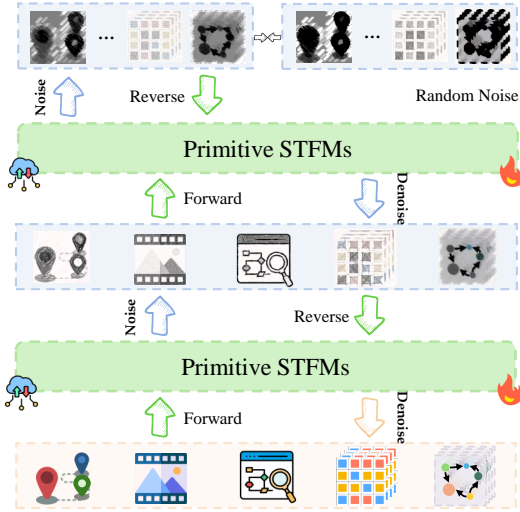 ...
...
Noise
Reverse
Random Noise
Primitive STFMs
Forward
Denoise
Noise
Reverse
Primitive STFMs
Forward
Denoise